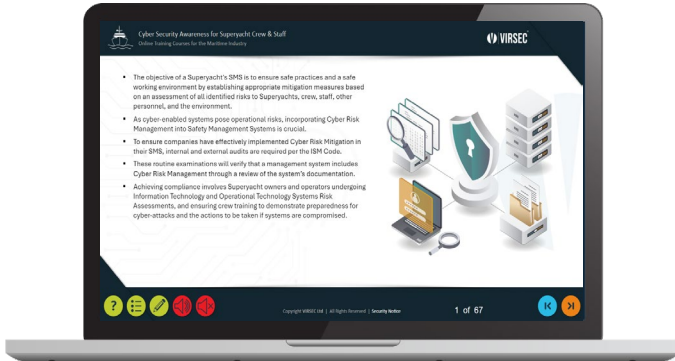 Cyber Security Awareness for Superyacht Crew & Staff
Online Training Courses for the Maritime Industry
VIRSEC
• The objective of a Superyacht's SMS is to ensure safe practices and a safe
working environment by establishing appropriate mitigation measures based
on an assessment of all identified risks to Superyachts, crew, staff, other
personnel, and the environment.
• As cyber-enabled systems pose operational risks, incorporating Cyber Risk
Management into Safety Management Systems is crucial.
• To ensure companies have effectively implemented Cyber Risk Mitigation in
their SMS, internal and external audits are required per the ISM Code.
• These routine examinations will verify that a management system includes
Cyber Risk Management through a review of the system's documentation.
• Achieving compliance involves Superyacht owners and operators undergoing
Information Technology and Operational Technology Systems Risk
Assessments, and ensuring crew training to demonstrate preparedness for
cyber-attacks and the actions to be taken if systems are compromised.
?
Copyright VIRSEC Ltd | All Rights Reserved | Security Notice
1 of 67